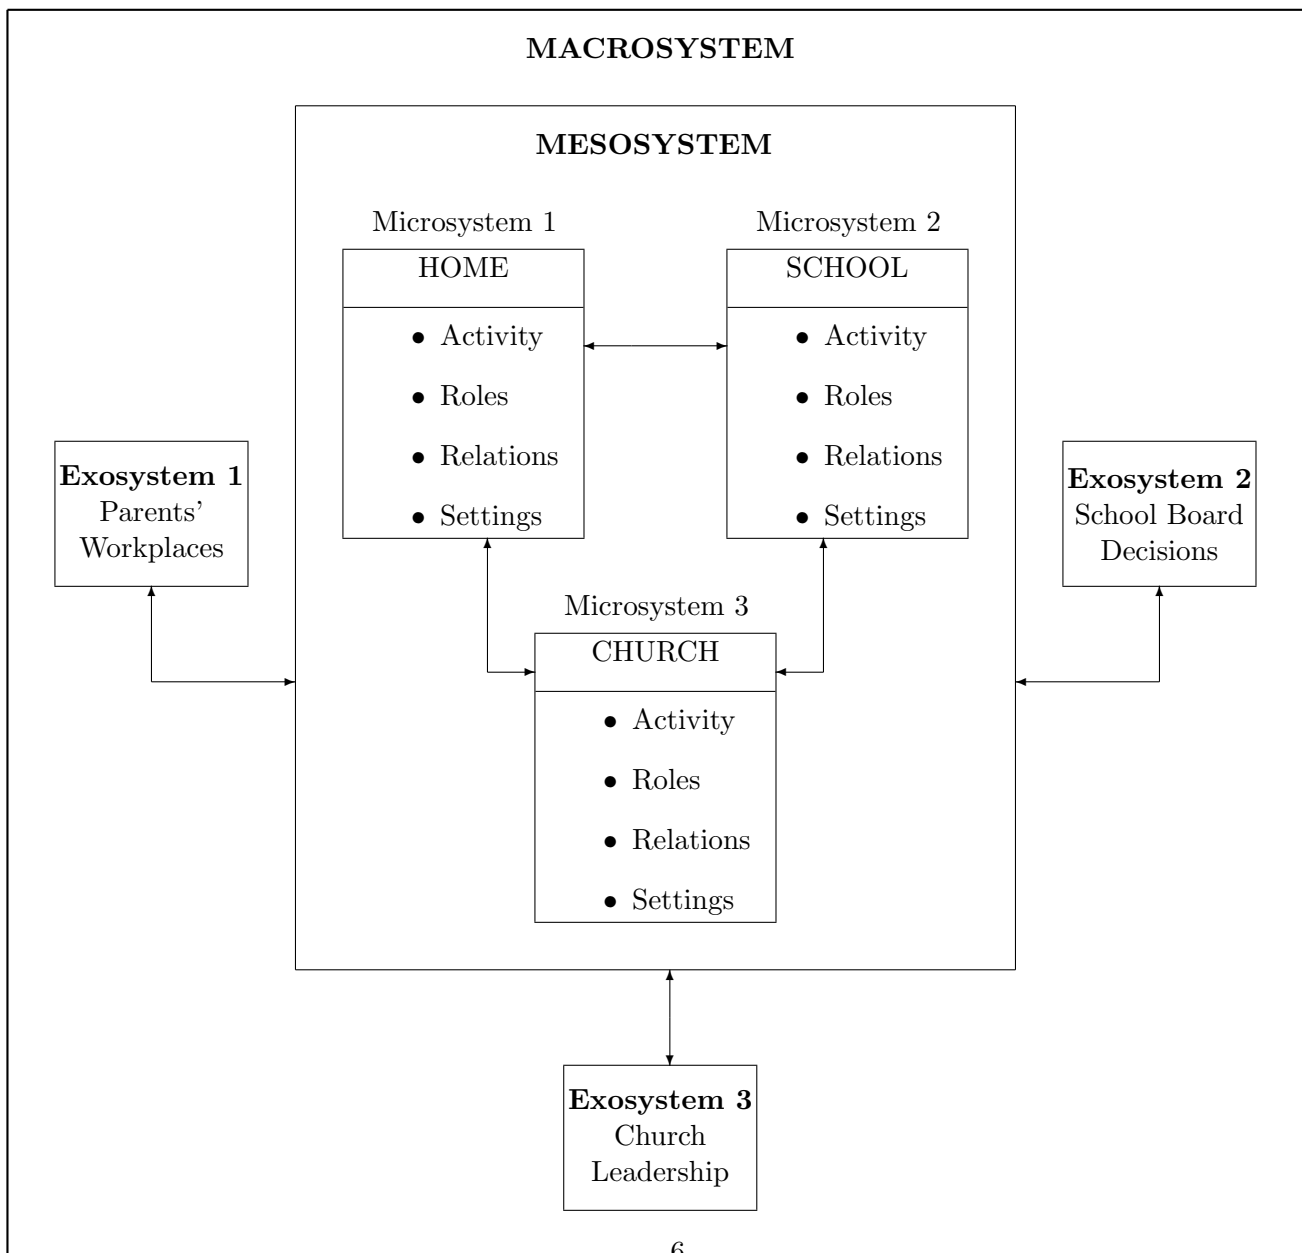 MACROSYSTEM
MESOSYSTEM
Microsystem 1
HOME
• Activity
• Roles
• Relations
• Settings
Microsystem 2
SCHOOL
• Activity
• Roles
• Relations
• Settings
Exosystem 1
Parents'
Workplaces
Exosystem 2
School Board
Decisions
Microsystem 3
CHURCH
• Activity
• Roles
• Relations
• Settings
Exosystem 3
Church
Leadership
6